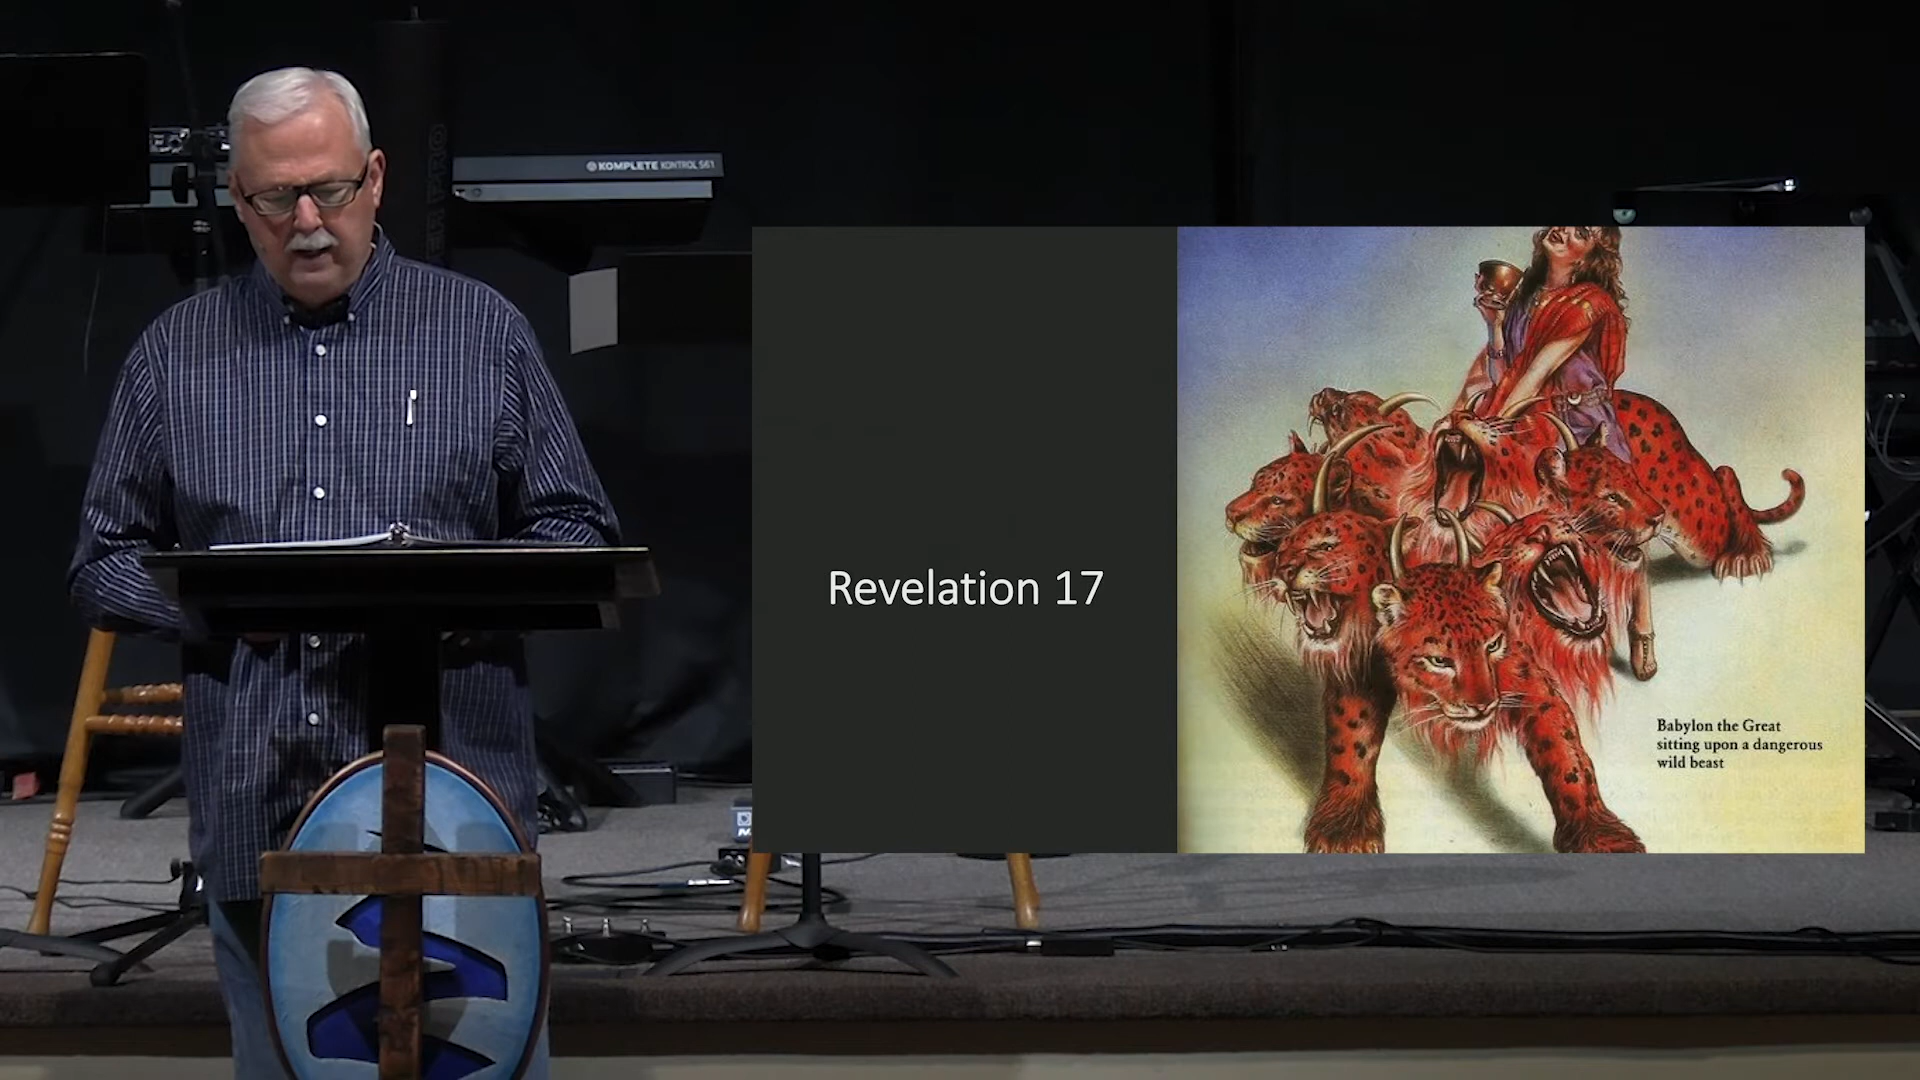 KOMPLETE KONTROL S61
Revelation 17
Babylon the Great
sitting upon a dangerous
wild beast